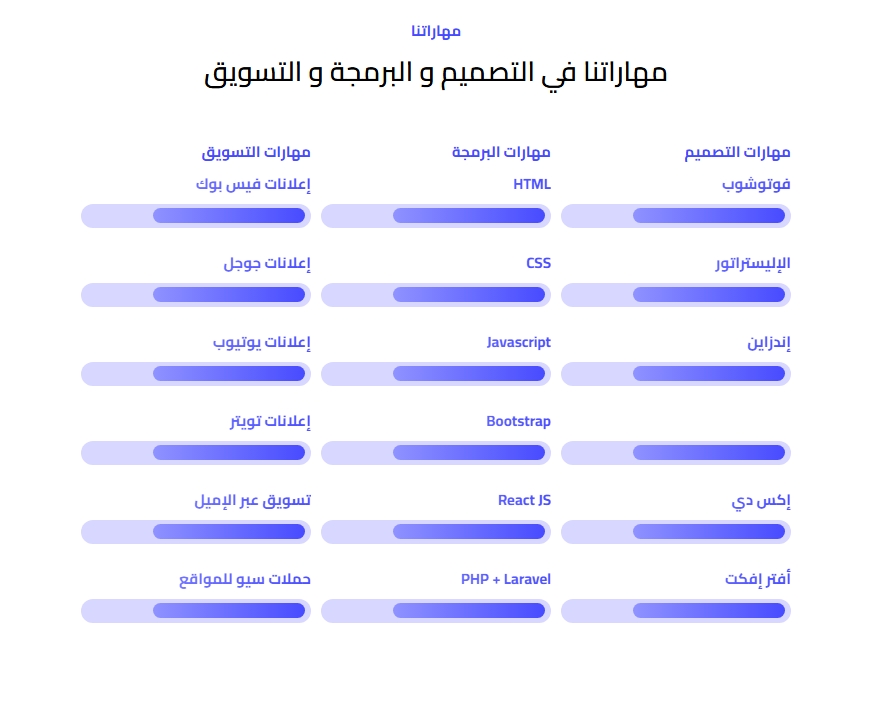 مهاراتنا
مهاراتنا في التصميم و البرمجة و التسويق
مهارات التصميم
فوتوشوب
الإليستراتور
إندزاين
إكس دي
أفتر إفكت
مهارات البرمجة
HTML
CSS
Javascript
Bootstrap
React JS
PHP + Laravel
مهارات التسويق
إعلانات فيس بوك
إعلانات جوجل
إعلانات يوتيوب
إعلانات تويتر
تسويق عبر الإميل
حملات سيو للمواقع